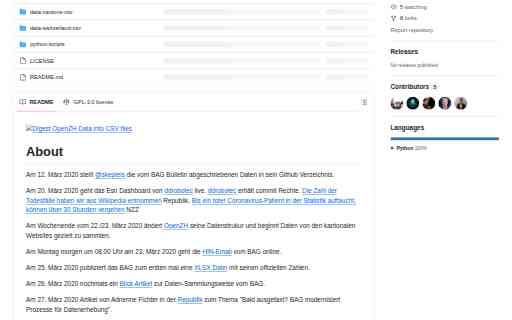 data-cantone-csv
data-switzerland-csv
python-scripts
LICENSE
README.md
README
GPL-3.0 license
Digest OpenZH Data into CSV files
About
Am 12. März 2020 stellt @skepteis die vom BAG Bulletin abgeschriebenen Daten in sein Github Verzeichnis.
Am 20. März 2020 geht das Esri Dashboard von ddrobotec live. ddrobotec erhält commit Rechte. Die Zahl der
Todesfälle haben wir aus Wikipedia entnommen Republik. Bis ein toter Coronavirus-Patient in der Statistik auftaucht,
können über 30 Stunden vergehen NZZ
Am Wochenende vom 22./23. März 2020 ändert OpenZH seine Datenstruktur und beginnt Daten von den kantonalen
Websites gezielt zu sammeln.
Am Montag morgen um 08:00 Uhr am 23. März 2020 geht die HIN-Email vom BAG online.
Am 25. März 2020 publiziert das BAG zum ersten mal eine XLSX Datei mit seinen offiziellen Zahlen.
Am 26. März 2020 nochmals ein Blick Artikel zur Daten-Sammlungsweise vom BAG.
Am 27. März 2020 Artikel von Adrienne Fichter in der Republik zum Thema "Bald ausgefaxt? BAG modernisiert
Prozesse für Datenerhebung".
5 watching
8 forks
Report repository
Releases
No releases published
Contributors 5
Languages
Python 100%